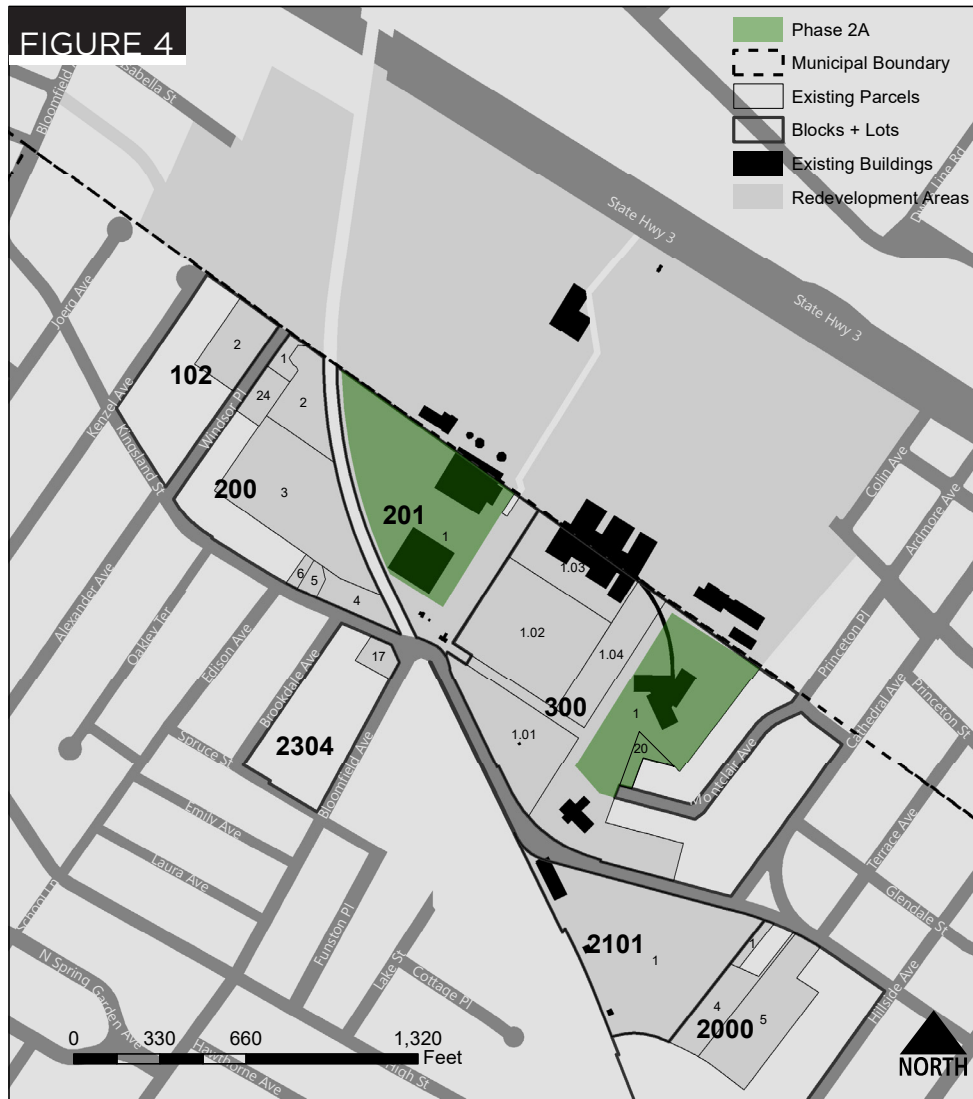 FIGURE 4
Phase 2A
Municipal Boundary
Existing Parcels
Blocks + Lots
Existing Buildings
Redevelopment Areas
Isabella St
Bloomfield
State Hwy 3
State Hwy 3
Joerg Ave
Kenzel Ave
Kingsland St
Windsor Pl
102
2
1
24
2
200
3
6
5
4
201
1
1.03
1.02
1.04
300
1
20
1.01
Montclair Ave
Colin Ave
Ardmore Ave
Princeton Pl
Princeton St
Cathedral Ave
Terrace Ave
Glendale St
Hillside Ave
Alexander Ave
Oakley Ter
Edison Ave
Brookdale Ave
17
2304
Bloomfield Ave
Spruce St
Emily Ave
Laura Ave
School Ln
Funston Pl
Lake St
Cottage Pl
N Spring Garden Ave
Hawthorne Ave
High St
2101
1
1
4
5
2000
0 330 660 1,320
Feet
NORTH